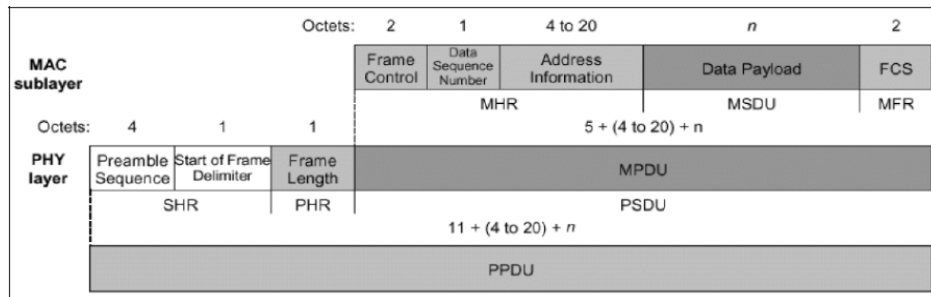 Octets: 2 1 4 to 20 n 2
MAC sublayer
Frame Control
Data Sequence Number
Address Information
Data Payload
FCS
MHR MSDU MFR
Octets: 4 1 1 5 + (4 to 20) + n
PHY layer
Preamble Sequence
Start of Frame Delimiter
Frame Length
MPDU
SHR PHR PSDU
11 + (4 to 20) + n
PPDU